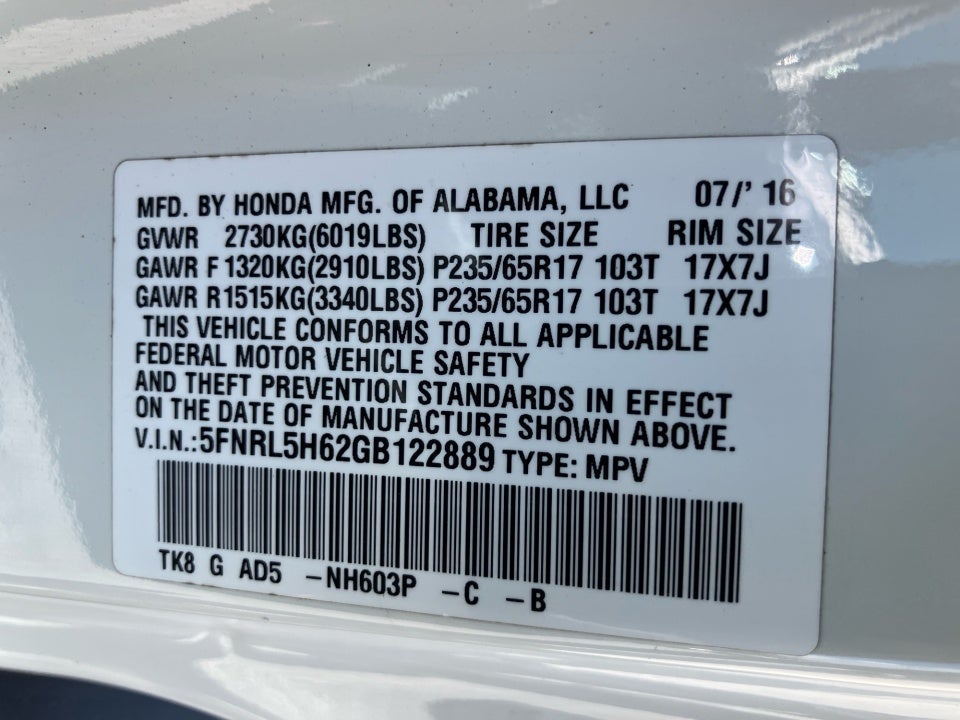 MFD. BY HONDA MFG. OF ALABAMA, LLC 07/' 16
GVWR 2730KG(6019LBS) TIRE SIZE RIM SIZE
GAWR F 1320KG(2910LBS) P235/65R17 103T 17X7J
GAWR R1515KG(3340LBS) P235/65R17 103T 17X7J
THIS VEHICLE CONFORMS TO ALL APPLICABLE
FEDERAL MOTOR VEHICLE SAFETY
AND THEFT PREVENTION STANDARDS IN EFFECT
ON THE DATE OF MANUFACTURE SHOWN ABOVE.
V.I.N.:5FNRL5H62GB122889 TYPE: MPV
TK8 G AD5 -NH603P -C -B